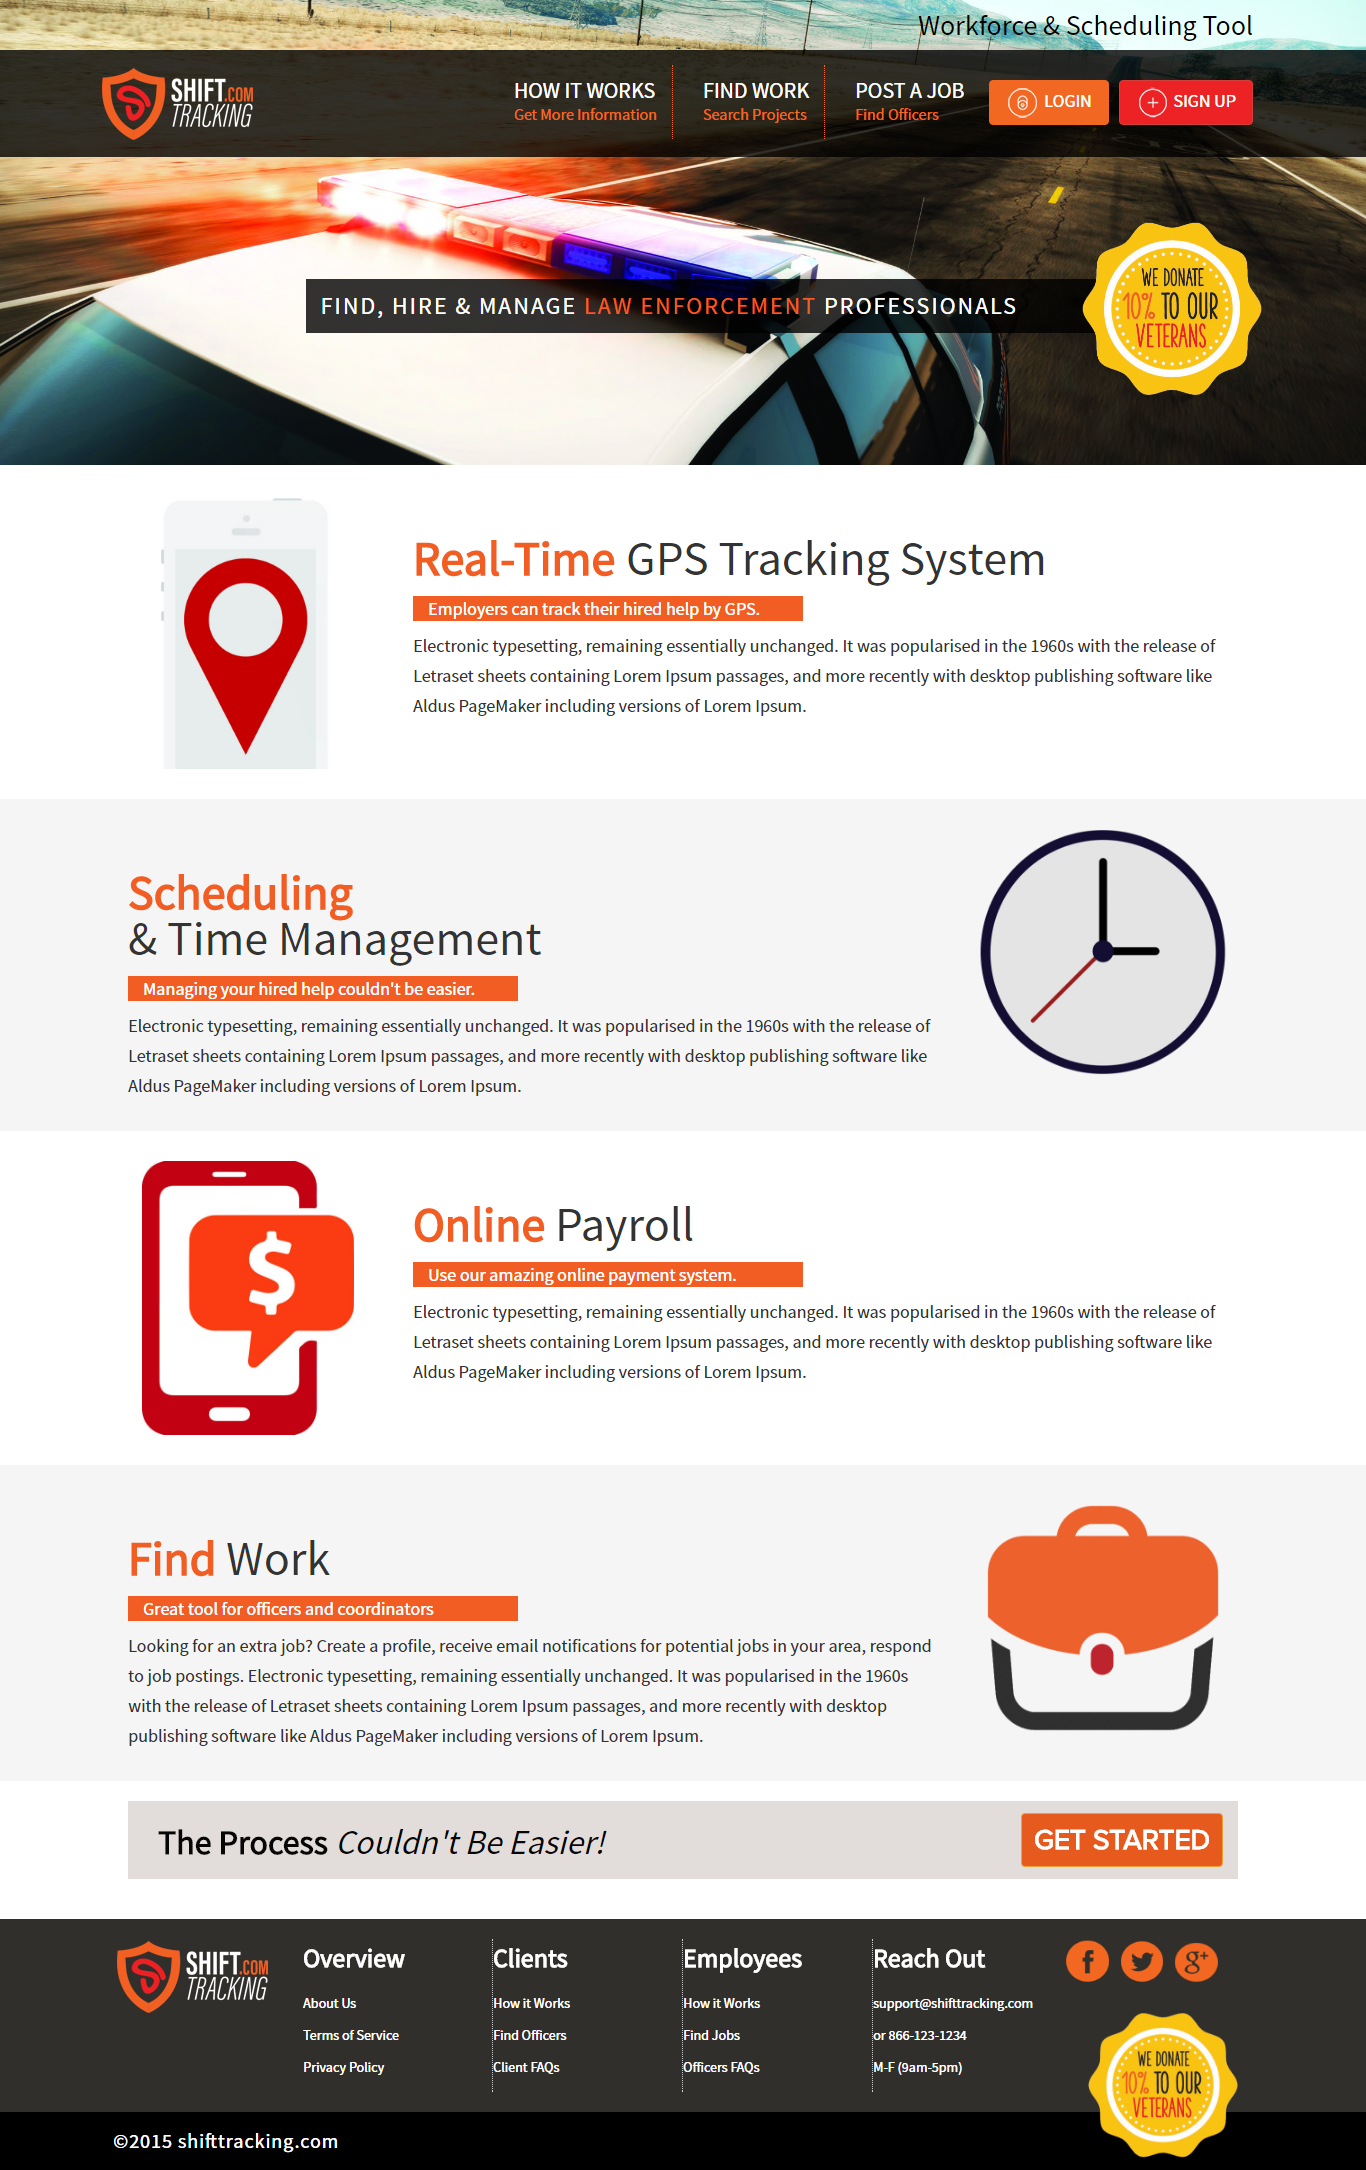 Workforce & Scheduling Tool
SHIFT.COM
TRACKING
HOW IT WORKS
Get More Information
FIND WORK
Search Projects
POST A JOB
Find Officers
LOGIN
SIGN UP
FIND, HIRE & MANAGE LAW ENFORCEMENT PROFESSIONALS
WE DONATE
10% TO OUR
VETERANS
Real-Time GPS Tracking System
Employers can track their hired help by GPS.
Electronic typesetting, remaining essentially unchanged. It was popularised in the 1960s with the release of
Letraset sheets containing Lorem Ipsum passages, and more recently with desktop publishing software like
Aldus PageMaker including versions of Lorem Ipsum.
Scheduling
& Time Management
Managing your hired help couldn't be easier.
Electronic typesetting, remaining essentially unchanged. It was popularised in the 1960s with the release of
Letraset sheets containing Lorem Ipsum passages, and more recently with desktop publishing software like
Aldus PageMaker including versions of Lorem Ipsum.
$
Online Payroll
Use our amazing online payment system.
Electronic typesetting, remaining essentially unchanged. It was popularised in the 1960s with the release of
Letraset sheets containing Lorem Ipsum passages, and more recently with desktop publishing software like
Aldus PageMaker including versions of Lorem Ipsum.
Find Work
Great tool for officers and coordinators
Looking for an extra job? Create a profile, receive email notifications for potential jobs in your area, respond
to job postings. Electronic typesetting, remaining essentially unchanged. It was popularised in the 1960s
with the release of Letraset sheets containing Lorem Ipsum passages, and more recently with desktop
publishing software like Aldus PageMaker including versions of Lorem Ipsum.
The Process Couldn't Be Easier!
GET STARTED
SHIFT.COM
TRACKING
Overview
About Us
Terms of Service
Privacy Policy
Clients
How it Works
Find Officers
Client FAQs
Employees
How it Works
Find Jobs
Officers FAQs
Reach Out
support@shifttracking.com
or 866-123-1234
M-F (9am-5pm)
f
g+
WE DONATE
10% TO OUR
VETERANS
©2015 shifttracking.com